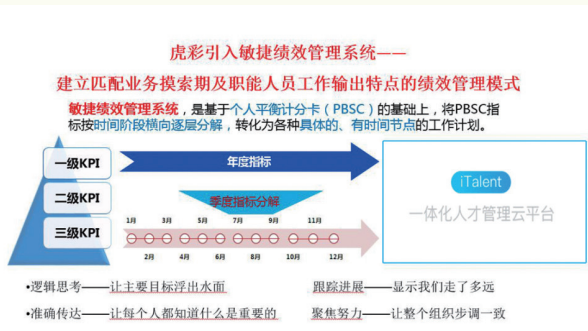 虎彩引入敏捷绩效管理系统——
建立匹配业务摸索期及职能人员工作输出特点的绩效管理模式
敏捷绩效管理系统，是基于个人平衡计分卡（PBSC）的基础上，将PBSC指
标按时间阶段横向逐层分解，转化为各种具体的、有时间节点的工作计划。
一级KPI
年度指标
iTalent
一体化人才管理云平台
二级KPI
季度指标分解
三级KPI
1月 3月 5月 7月 9月 11月
2月 4月 6月 8月 10月 12月
•逻辑思考——让主要目标浮出水面 跟踪进展——显示我们走了多远
•准确传达——让每个人都知道什么是重要的 聚焦努力——让整个组织步调一致